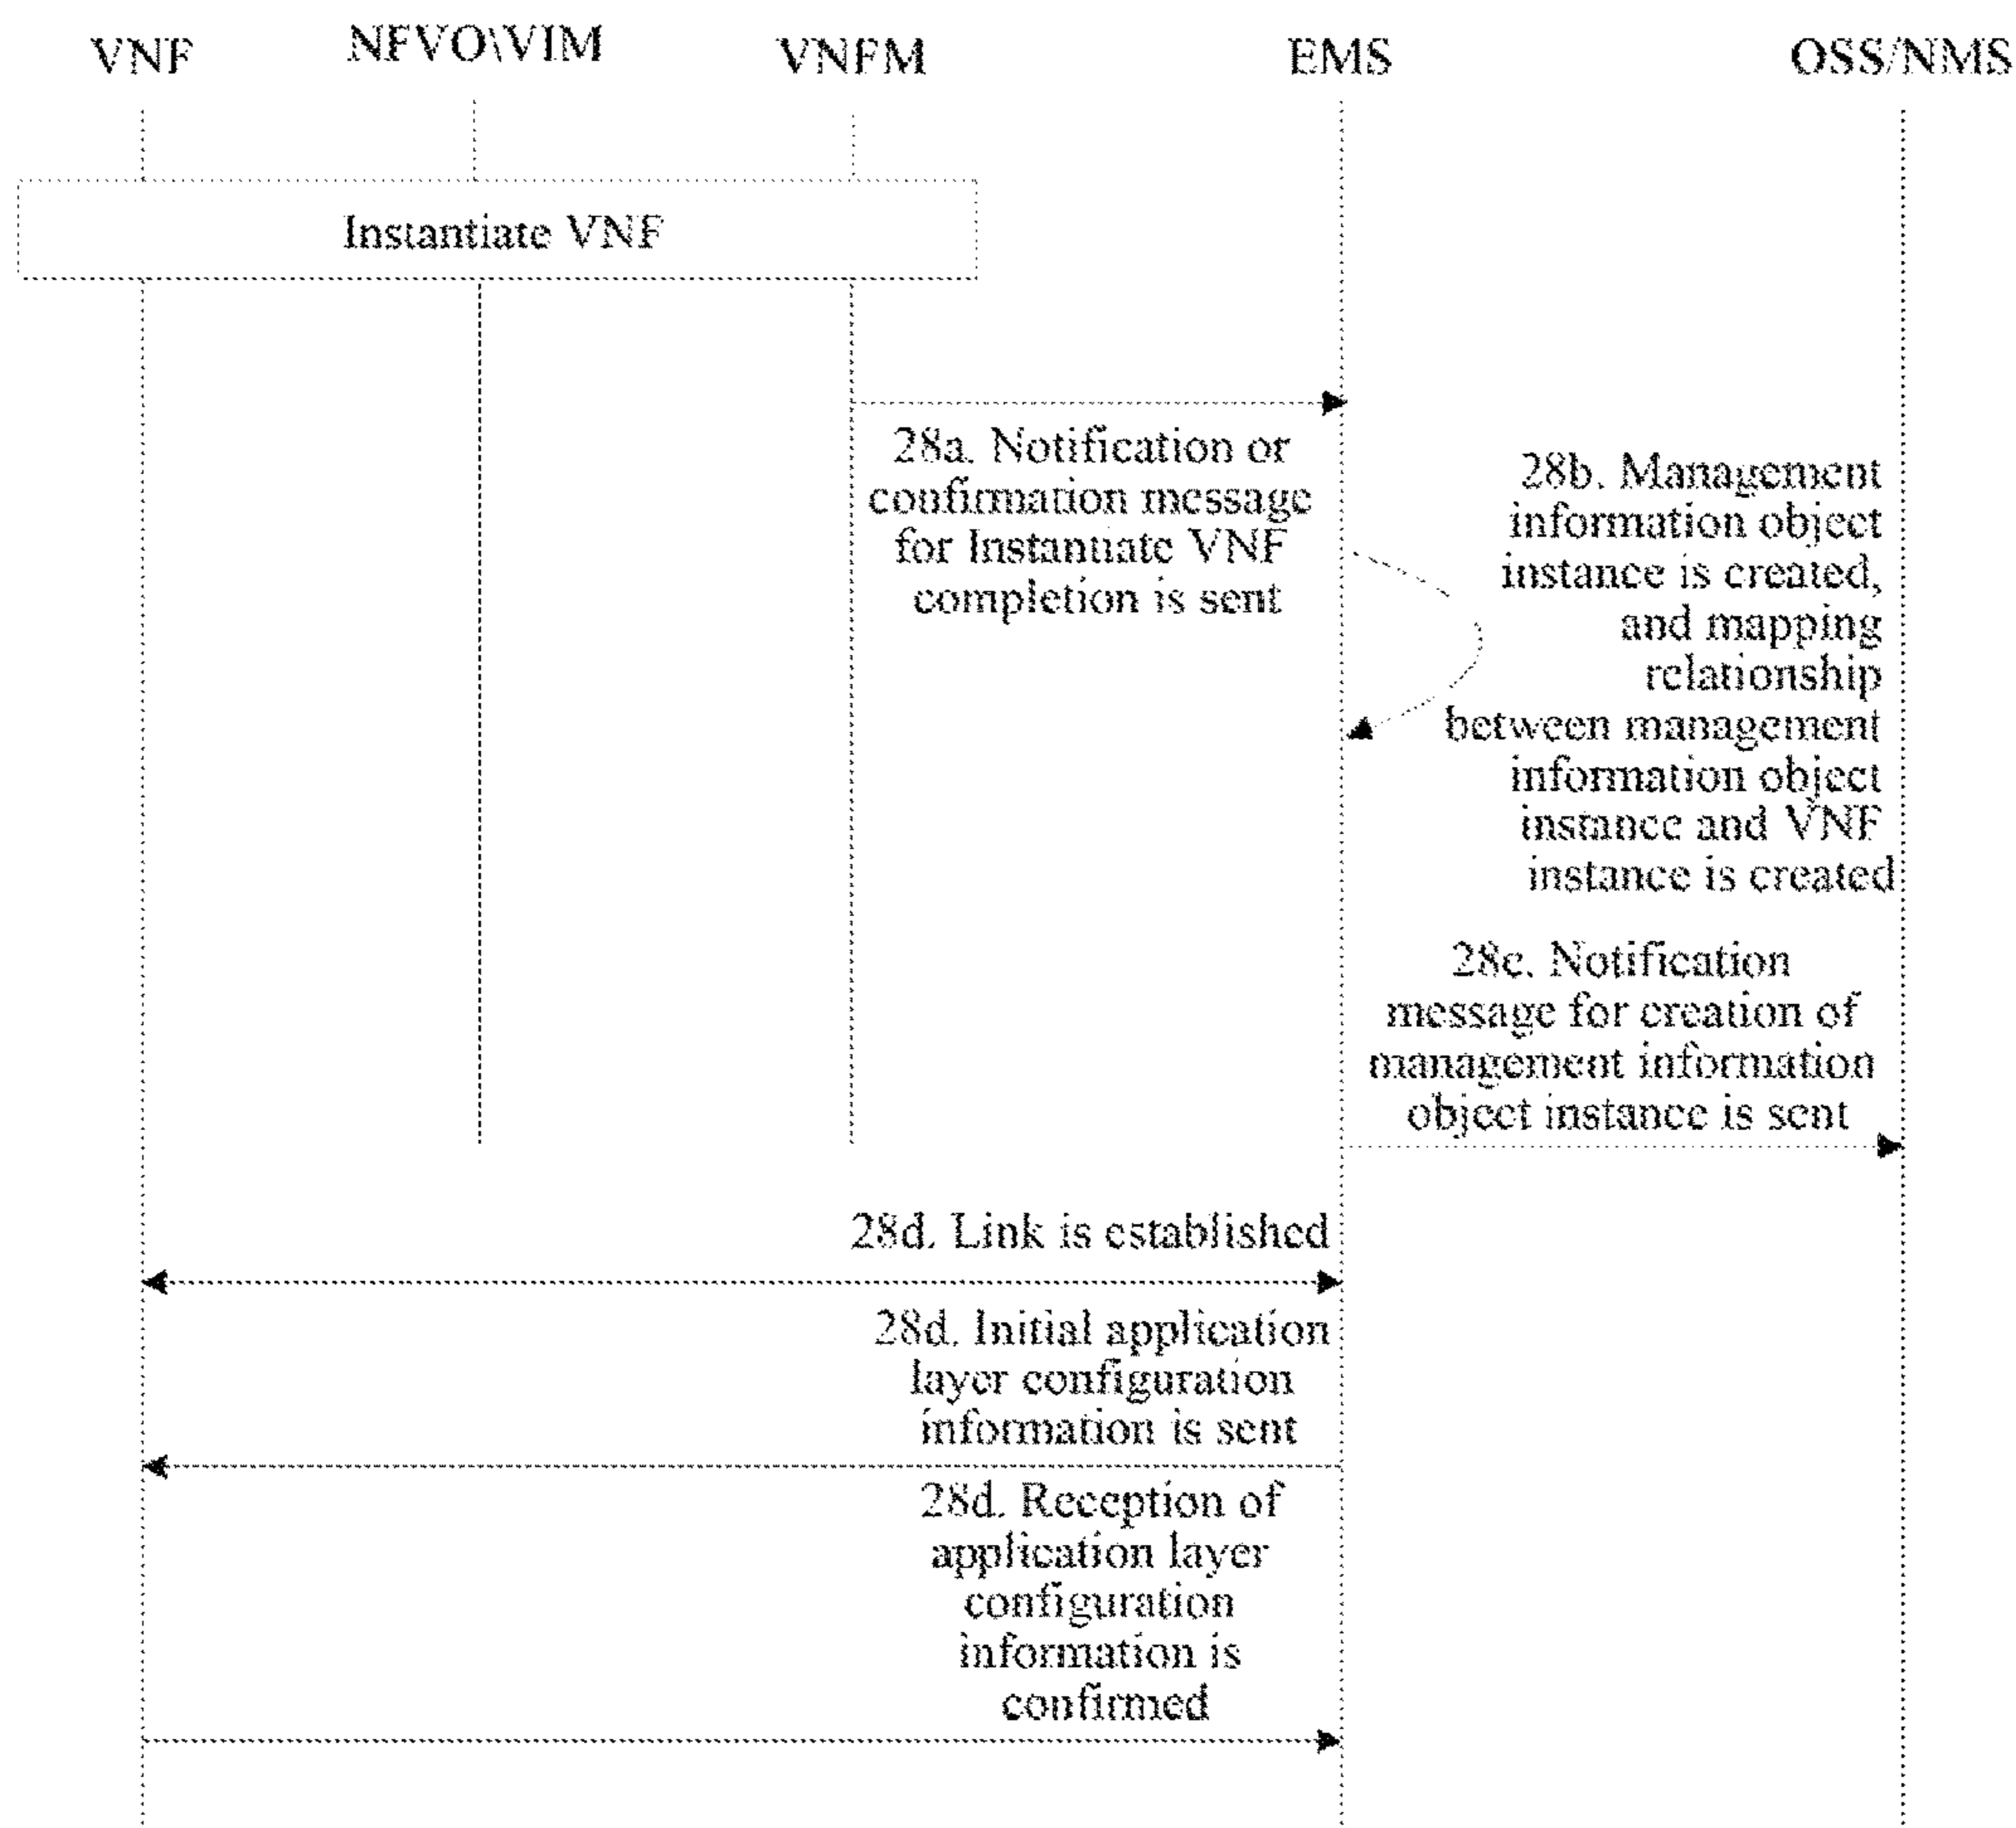 VNF
NFVO\VIM
VNFM
EMS
OSS/NMS
Instantiate VNF
28a. Notification or
confirmation message
for Instantiate VNF
completion is sent
28b. Management
information object
instance is created,
and mapping
relationship
between management
information object
instance and VNF
instance is created
28c. Notification
message for creation of
management information
object instance is sent
28d. Link is established
28d. Initial application
layer configuration
information is sent
28d. Reception of
application layer
configuration
information is
confirmed